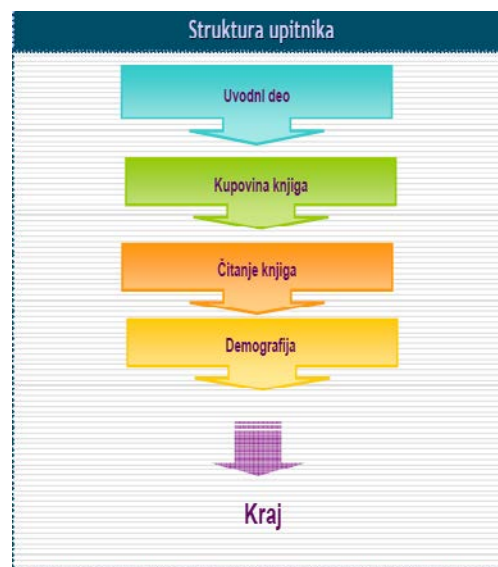 Struktura upitnika
Uvodni deo
Kupovina knjiga
Čitanje knjiga
Demografija
Kraj